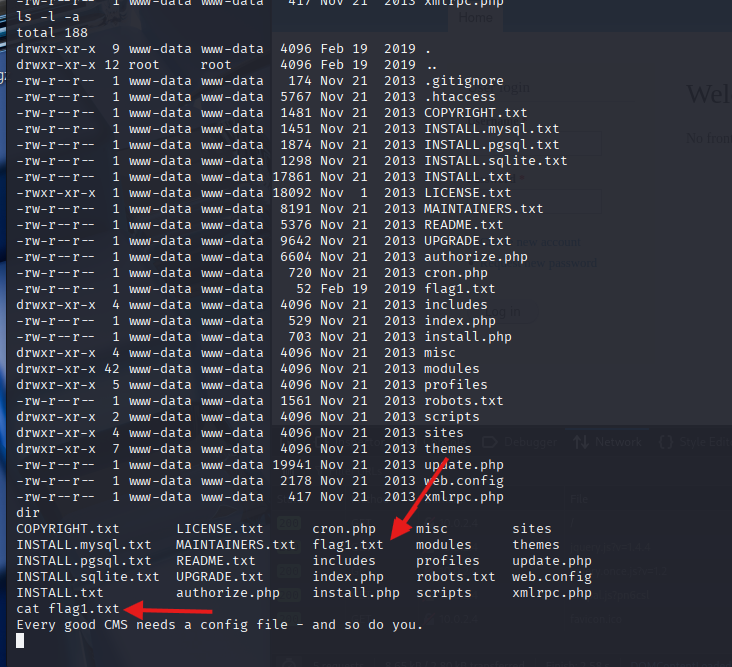 -rw-r--r-- 1 www-data www-data 417 Nov 21 2013 xmlrpc.php
Home
ls -l -a
total 188
drwxr-xr-x 9 www-data www-data 4096 Feb 19 2019 .
drwxr-xr-x 12 root root 4096 Feb 19 2019 ..
-rw-r--r-- 1 www-data www-data 174 Nov 21 2013 .gitignore
-rw-r--r-- 1 www-data www-data 5767 Nov 21 2013 .htaccess
-rw-r--r-- 1 www-data www-data 1481 Nov 21 2013 COPYRIGHT.txt
-rw-r--r-- 1 www-data www-data 1451 Nov 21 2013 INSTALL.mysql.txt
-rw-r--r-- 1 www-data www-data 1874 Nov 21 2013 INSTALL.pgsql.txt
-rw-r--r-- 1 www-data www-data 1298 Nov 21 2013 INSTALL.sqlite.txt
-rw-r--r-- 1 www-data www-data 17861 Nov 21 2013 INSTALL.txt
-rwxr-xr-x 1 www-data www-data 18092 Nov 1 2013 LICENSE.txt
-rw-r--r-- 1 www-data www-data 8191 Nov 21 2013 MAINTAINERS.txt
-rw-r--r-- 1 www-data www-data 5376 Nov 21 2013 README.txt
-rw-r--r-- 1 www-data www-data 9642 Nov 21 2013 UPGRADE.txt
-rw-r--r-- 1 www-data www-data 6604 Nov 21 2013 authorize.php
-rw-r--r-- 1 www-data www-data 720 Nov 21 2013 cron.php
-rw-r--r-- 1 www-data www-data 52 Feb 19 2019 flag1.txt
drwxr-xr-x 4 www-data www-data 4096 Nov 21 2013 includes
-rw-r--r-- 1 www-data www-data 529 Nov 21 2013 index.php
-rw-r--r-- 1 www-data www-data 703 Nov 21 2013 install.php
drwxr-xr-x 4 www-data www-data 4096 Nov 21 2013 misc
drwxr-xr-x 42 www-data www-data 4096 Nov 21 2013 modules
drwxr-xr-x 5 www-data www-data 4096 Nov 21 2013 profiles
-rw-r--r-- 1 www-data www-data 1561 Nov 21 2013 robots.txt
drwxr-xr-x 2 www-data www-data 4096 Nov 21 2013 scripts
drwxr-xr-x 4 www-data www-data 4096 Nov 21 2013 sites
drwxr-xr-x 7 www-data www-data 4096 Nov 21 2013 themes
-rw-r--r-- 1 www-data www-data 19941 Nov 21 2013 update.php
-rw-r--r-- 1 www-data www-data 2178 Nov 21 2013 web.config
-rw-r--r-- 1 www-data www-data 417 Nov 21 2013 xmlrpc.php
Debugger Network Style
dir
COPYRIGHT.txt LICENSE.txt cron.php misc sites
INSTALL.mysql.txt MAINTAINERS.txt flag1.txt modules themes
INSTALL.pgsql.txt README.txt includes profiles update.php
INSTALL.sqlite.txt UPGRADE.txt index.php robots.txt web.config
INSTALL.txt authorize.php install.php scripts xmlrpc.php
cat flag1.txt
Every good CMS needs a config file - and so do you.